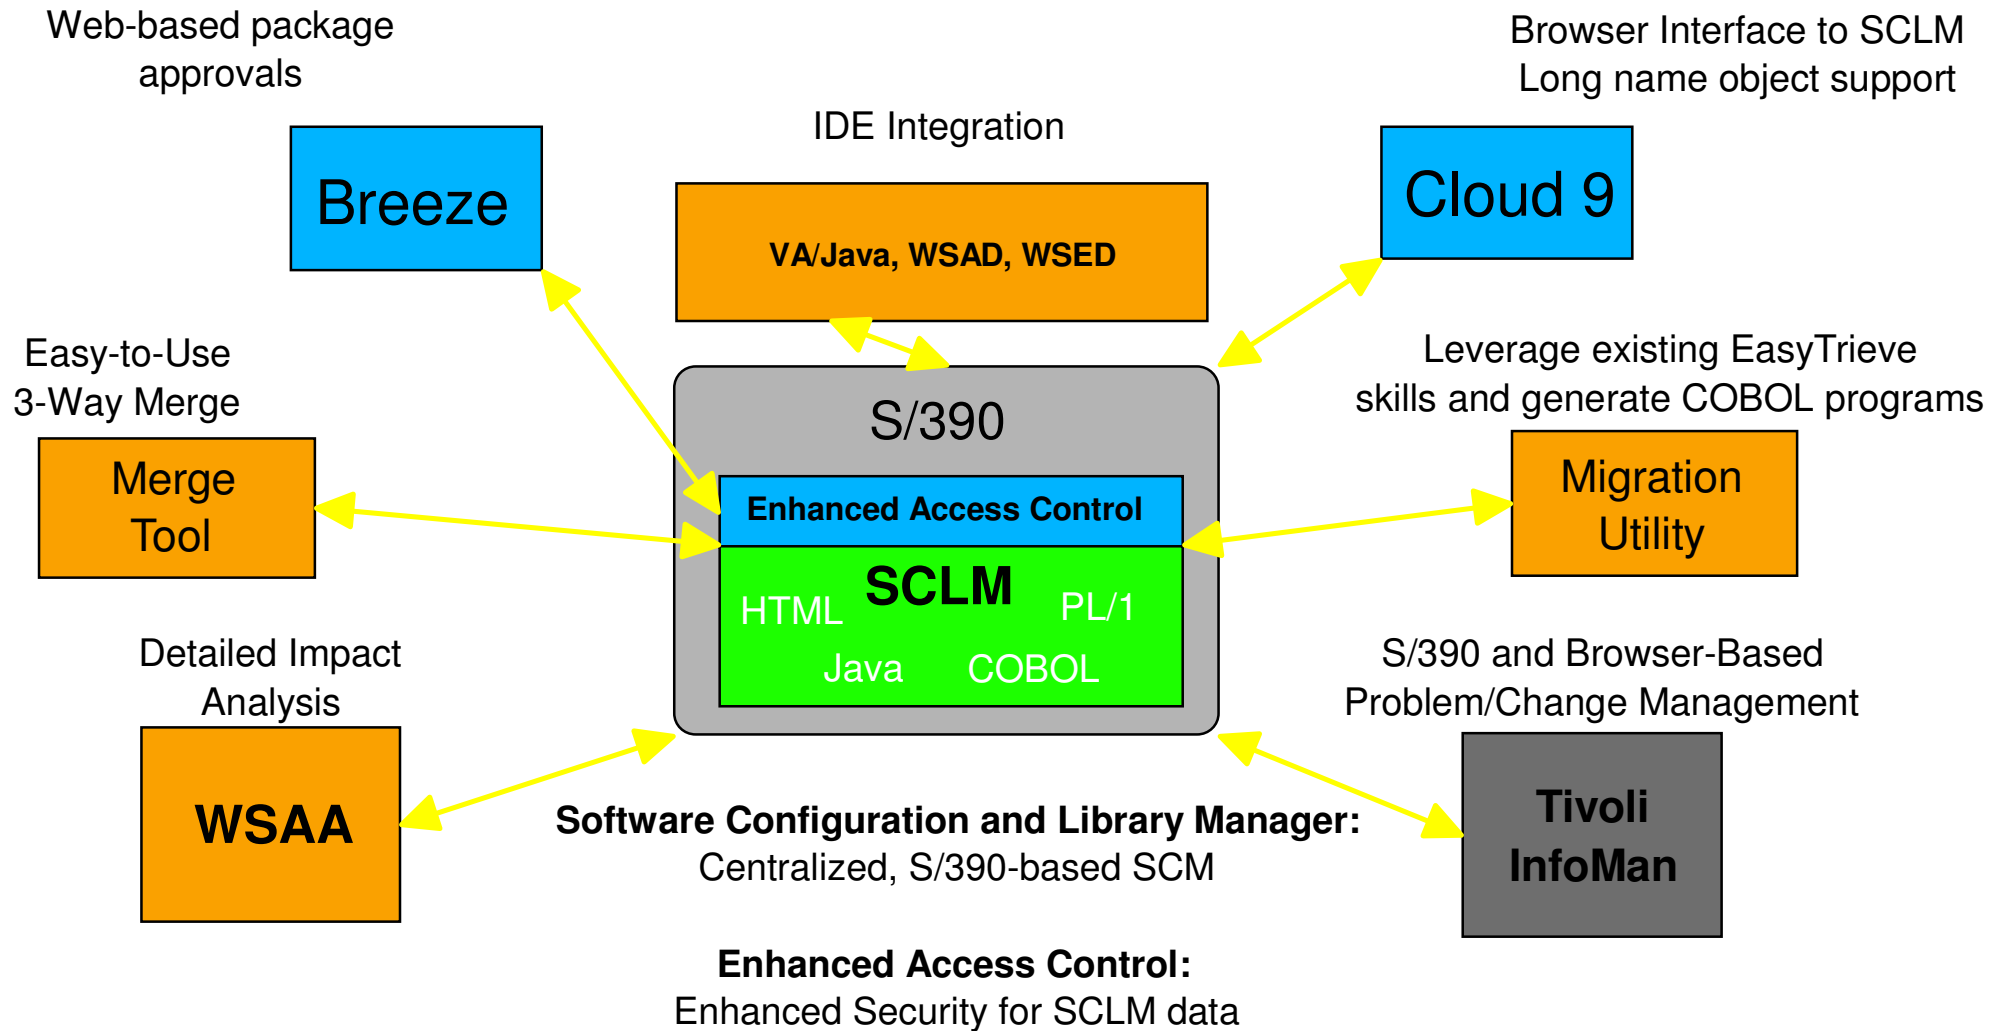 Web-based package
approvals
Breeze
IDE Integration
VA/Java, WSAD, WSED
Browser Interface to SCLM
Long name object support
Cloud 9
Easy-to-Use
3-Way Merge
Merge
Tool
S/390
Enhanced Access Control
SCLM
HTML
PL/1
Java
COBOL
Leverage existing EasyTrieve
skills and generate COBOL programs
Migration
Utility
Detailed Impact
Analysis
WSAA
S/390 and Browser-Based
Problem/Change Management
Tivoli
InfoMan
Software Configuration and Library Manager:
Centralized, S/390-based SCM
Enhanced Access Control:
Enhanced Security for SCLM data